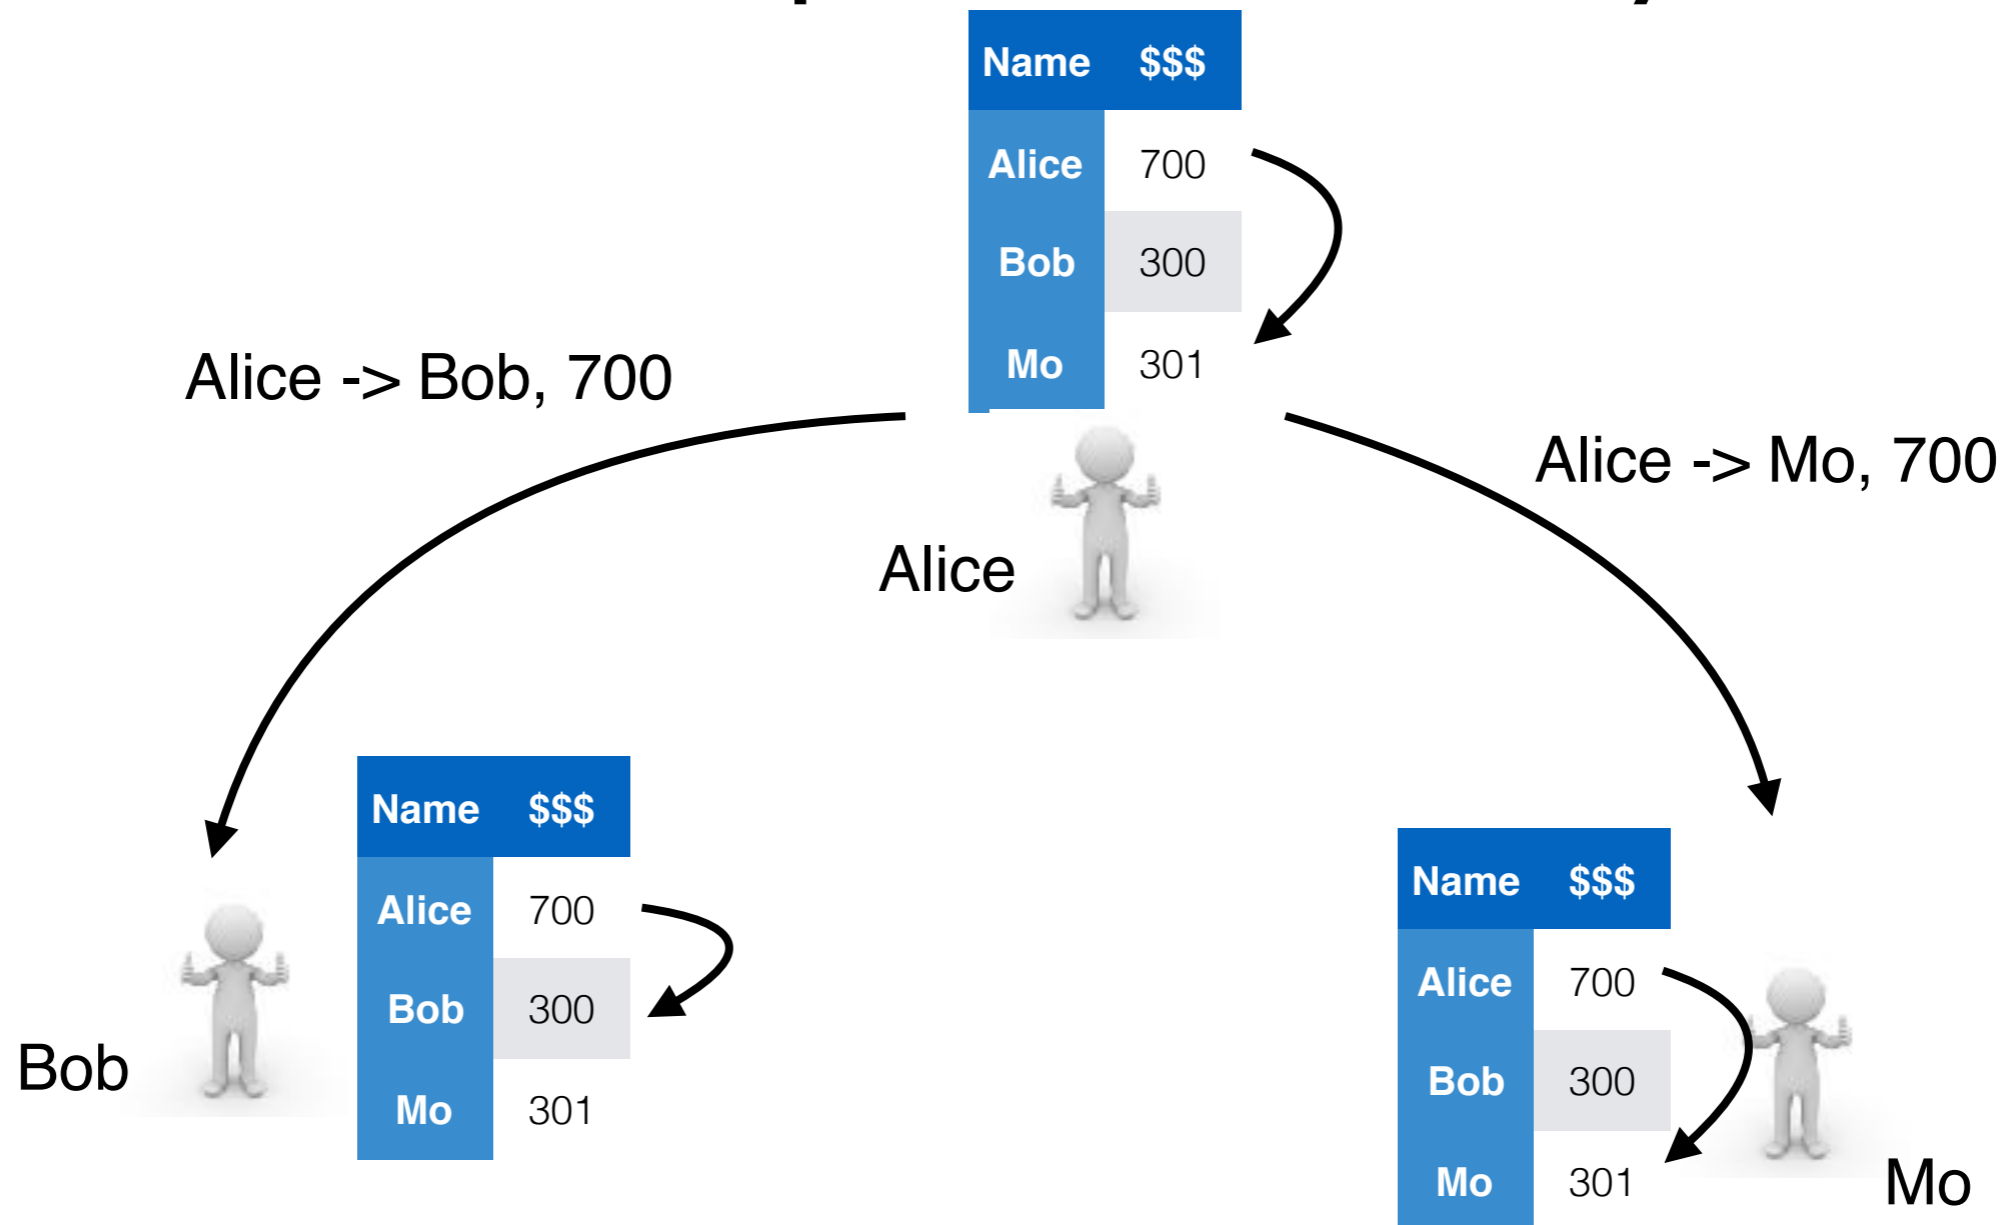 Name $$$
Alice 700
Bob 300
Mo 301
Alice -> Bob, 700
Alice -> Mo, 700
Alice
Name $$$
Alice 700
Bob 300
Mo 301
Bob
Name $$$
Alice 700
Bob 300
Mo 301
Mo